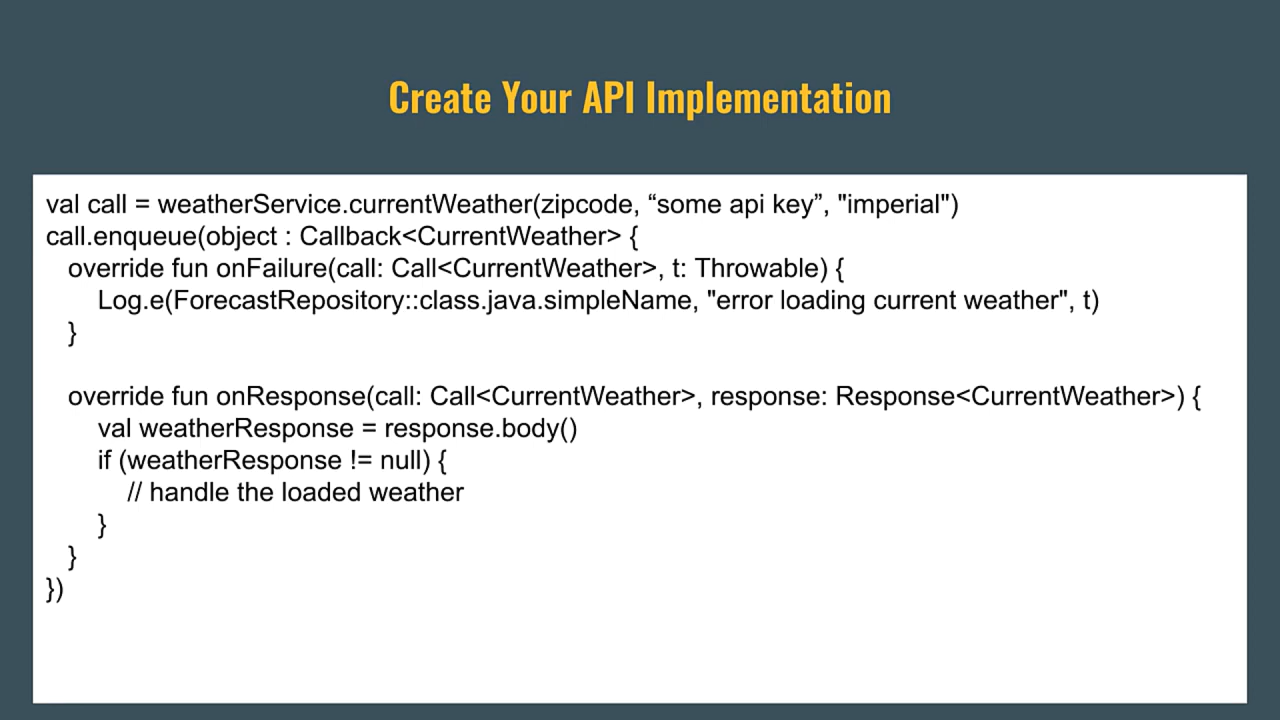 Create Your API Implementation
val call = weatherService.currentWeather(zipcode, “some api key”, "imperial")
call.enqueue(object : Callback<CurrentWeather> {
override fun onFailure(call: Call<CurrentWeather>, t: Throwable) {
Log.e(ForecastRepository::class.java.simpleName, "error loading current weather", t)
}
override fun onResponse(call: Call<CurrentWeather>, response: Response<CurrentWeather>) {
val weatherResponse = response.body()
if (weatherResponse != null) {
// handle the loaded weather
}
}
})